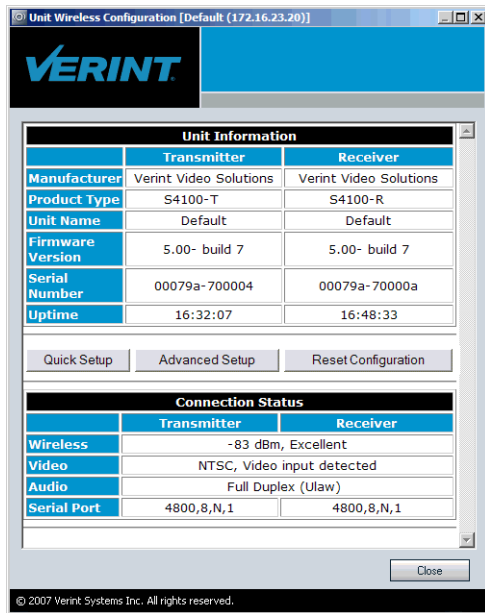 Unit Wireless Configuration [Default (172.16.23.20)]
VERINT.
Unit Information
Transmitter Receiver
Manufacturer Verint Video Solutions Verint Video Solutions
Product Type S4100-T S4100-R
Unit Name Default Default
Firmware Version 5.00- build 7 5.00- build 7
Serial Number 00079a-700004 00079a-70000a
Uptime 16:32:07 16:48:33
Quick Setup Advanced Setup Reset Configuration
Connection Status
Transmitter Receiver
Wireless -83 dBm, Excellent
Video NTSC, Video input detected
Audio Full Duplex (Ulaw)
Serial Port 4800,8,N,1 4800,8,N,1
Close
© 2007 Verint Systems Inc. All rights reserved.